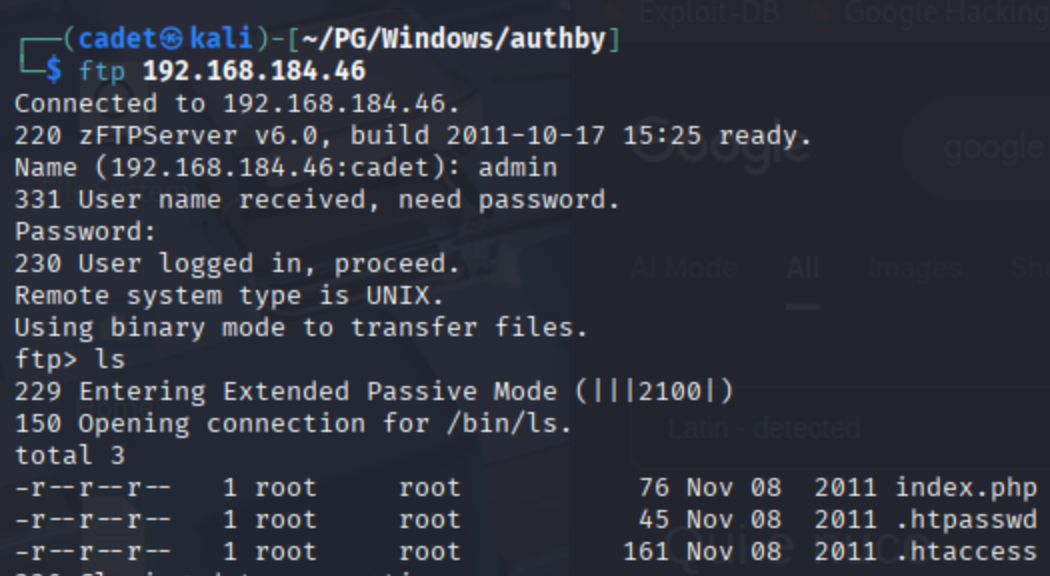 Exploit-DB Google Hacking
┌──(cadet㉿kali)-[~/PG/Windows/authby]
└─$ ftp 192.168.184.46
Connected to 192.168.184.46.
220 zFTPServer v6.0, build 2011-10-17 15:25 ready.
Google google
Name (192.168.184.46:cadet): admin
331 User name received, need password.
Password:
230 User logged in, proceed.
AI Mode All Images
Remote system type is UNIX.
Using binary mode to transfer files.
ftp> ls
229 Entering Extended Passive Mode (|||2100|)
150 Opening connection for /bin/ls.
Latin - detected
total 3
-r--r--r--   1 root     root           76 Nov 08  2011 index.php
-r--r--r--   1 root     root           45 Nov 08  2011 .htpasswd
-r--r--r--   1 root     root          161 Nov 08  2011 .htaccess